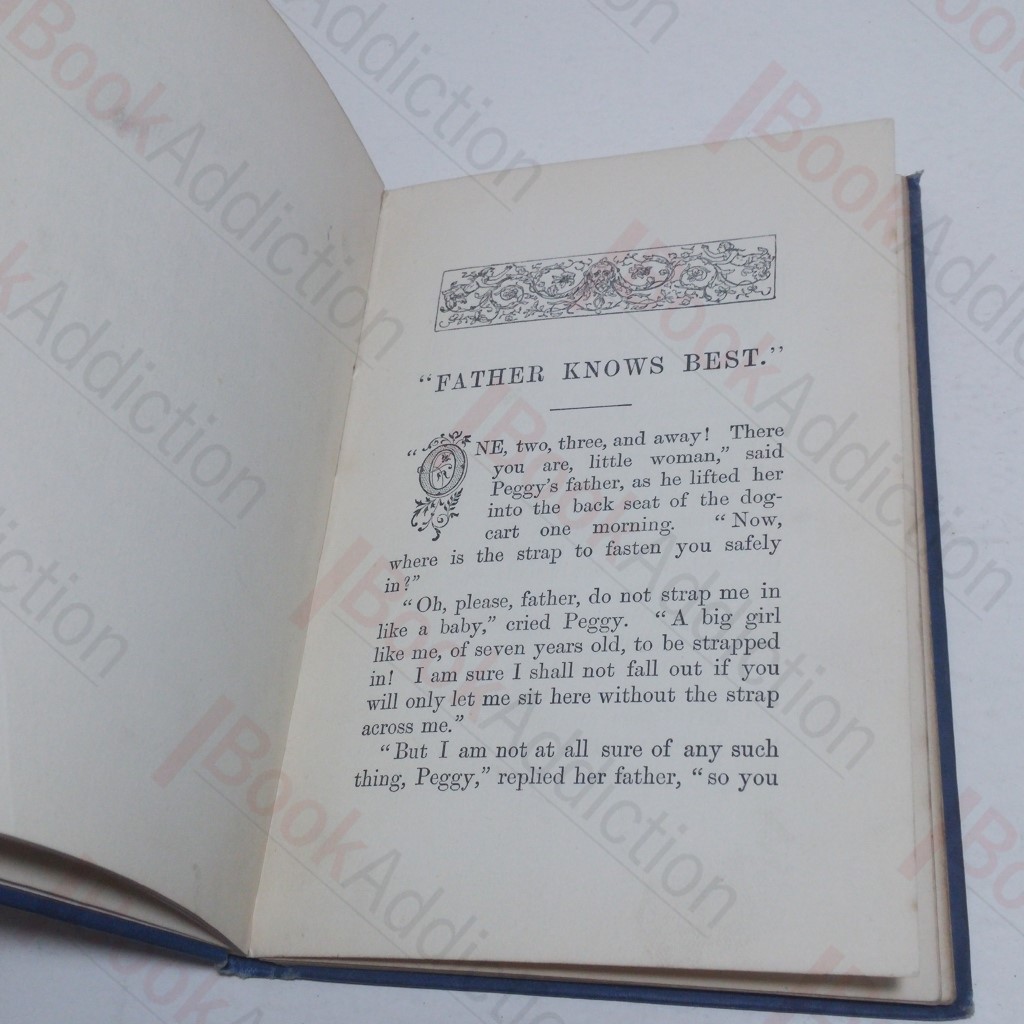 "FATHER KNOWS BEST."
"ONE, two, three, and away! There
you are, little woman," said
Peggy's father, as he lifted her
into the back seat of the dog-
cart one morning. "Now,
where is the strap to fasten you safely
in?"
"Oh, please, father, do not strap me in
like a baby," cried Peggy. "A big girl
like me, of seven years old, to be strapped
in! I am sure I shall not fall out if you
will only let me sit here without the strap
across me."
"But I am not at all sure of any such
thing, Peggy," replied her father, "so you
BookAddiction